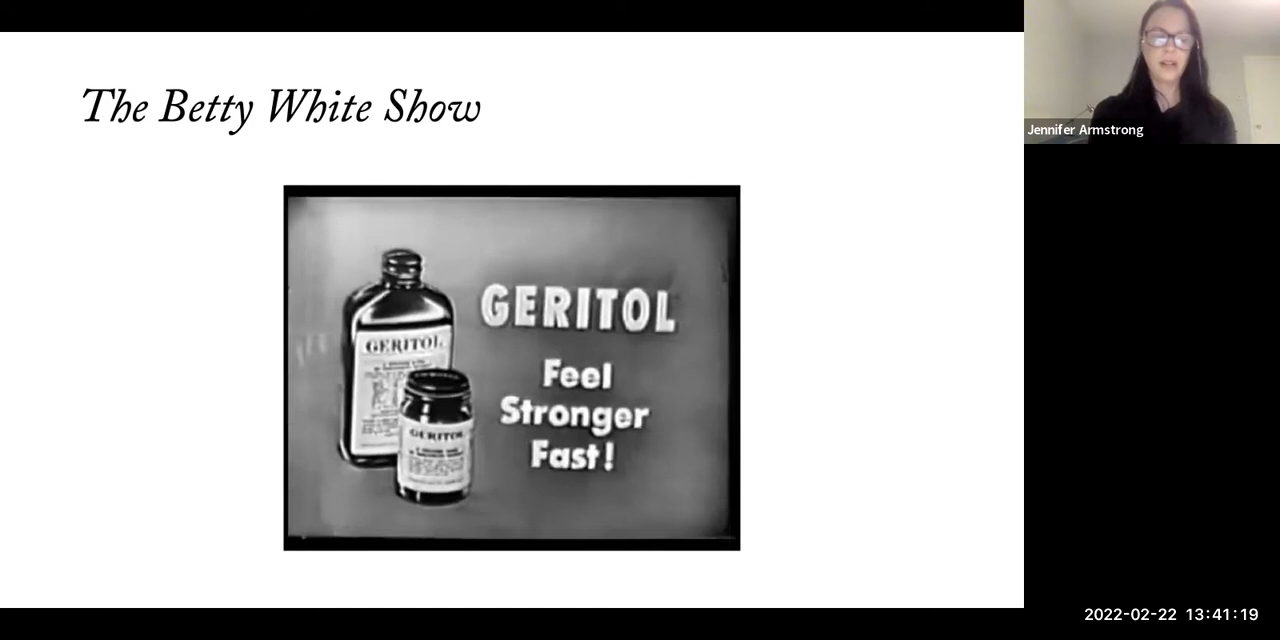 The Betty White Show
Jennifer Armstrong
GERITOL
GERITOL
Feel
Stronger
Fast!
GERITOL
2022-02-22 13:41:19